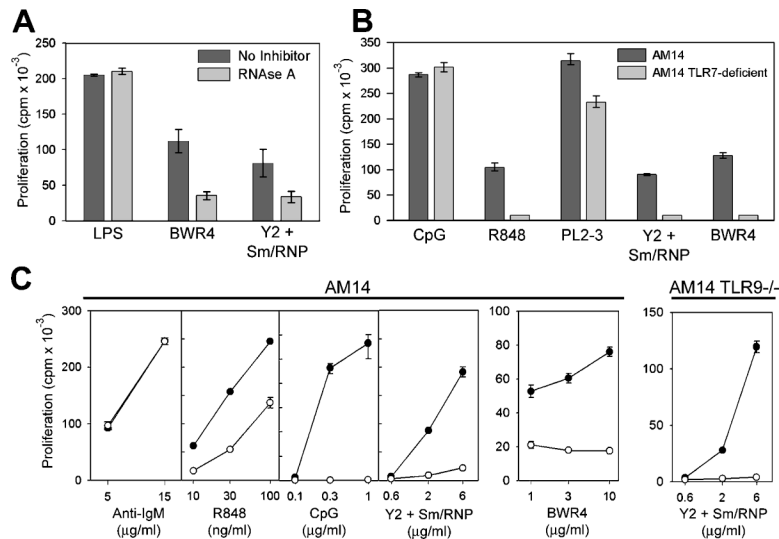 A
Proliferation (cpm x 10⁻³)
250
200
150
100
50
0
No Inhibitor
RNAse A
LPS
BWR4
Y2 +
Sm/RNP
B
Proliferation (cpm x 10⁻³)
350
300
250
200
150
100
50
0
AM14
AM14 TLR7-deficient
CpG
R848
PL2-3
Y2 +
Sm/RNP
BWR4
C
AM14
AM14 TLR9-/-
Proliferation (cpm x 10⁻³)
300
200
100
0
5 15
Anti-IgM
(μg/ml)
10 30 100
R848
(ng/ml)
0.1 0.3 1
CpG
(μg/ml)
0.6 2 6
Y2 + Sm/RNP
(μg/ml)
100
80
60
40
20
0
1 3 10
BWR4
(μg/ml)
150
100
50
0
0.6 2 6
Y2 + Sm/RNP
(μg/ml)